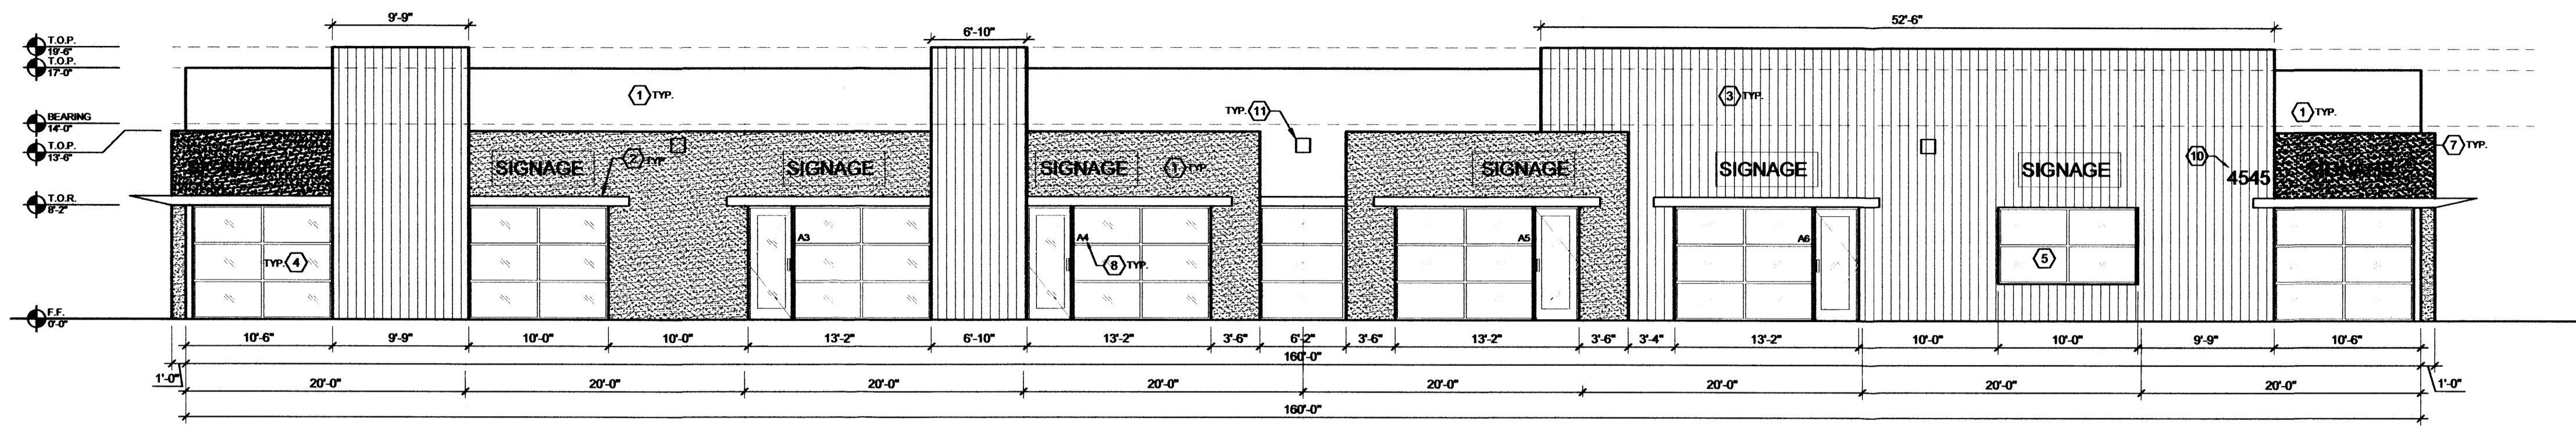 9'-9"
6'-10"
52'-6"
T.O.P.
19'-6"
T.O.P.
17'-0"
BEARING
14'-0"
T.O.P.
13'-6"
T.O.R.
8'-2"
F.F.
0'-0"
1 TYP.
TYP. 11
3 TYP.
1 TYP.
7 TYP.
SIGNAGE
2 TYP.
SIGNAGE
SIGNAGE
1 TYP.
SIGNAGE
SIGNAGE
SIGNAGE
10
4545
TYP. 4
A3
A4
8 TYP.
A5
A6
5
10'-6"
9'-9"
10'-0"
10'-0"
13'-2"
6'-10"
13'-2"
3'-6"
6'-2"
3'-6"
13'-2"
3'-6"
3'-4"
13'-2"
10'-0"
10'-0"
9'-9"
10'-6"
160'-0"
1'-0"
20'-0"
20'-0"
20'-0"
20'-0"
20'-0"
20'-0"
20'-0"
20'-0"
1'-0"
160'-0"